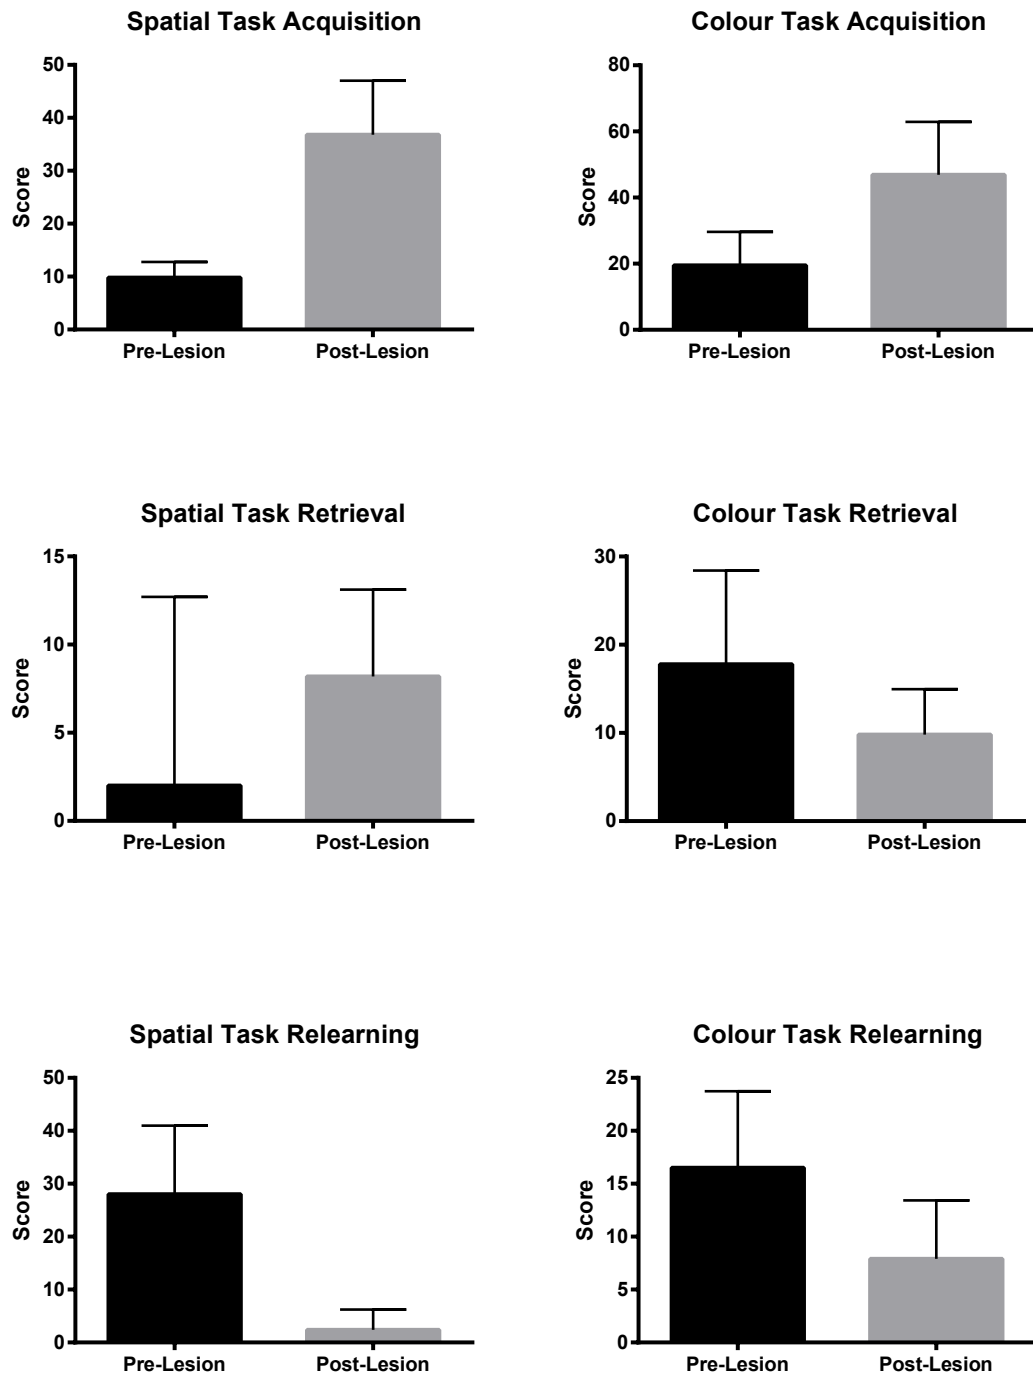 Spatial Task Acquisition
50
40
30
20
10
0
Score
Pre-Lesion Post-Lesion
Colour Task Acquisition
80
60
40
20
0
Score
Pre-Lesion Post-Lesion
Spatial Task Retrieval
15
10
5
0
Score
Pre-Lesion Post-Lesion
Colour Task Retrieval
30
20
10
0
Score
Pre-Lesion Post-Lesion
Spatial Task Relearning
50
40
30
20
10
0
Score
Pre-Lesion Post-Lesion
Colour Task Relearning
25
20
15
10
5
0
Score
Pre-Lesion Post-Lesion